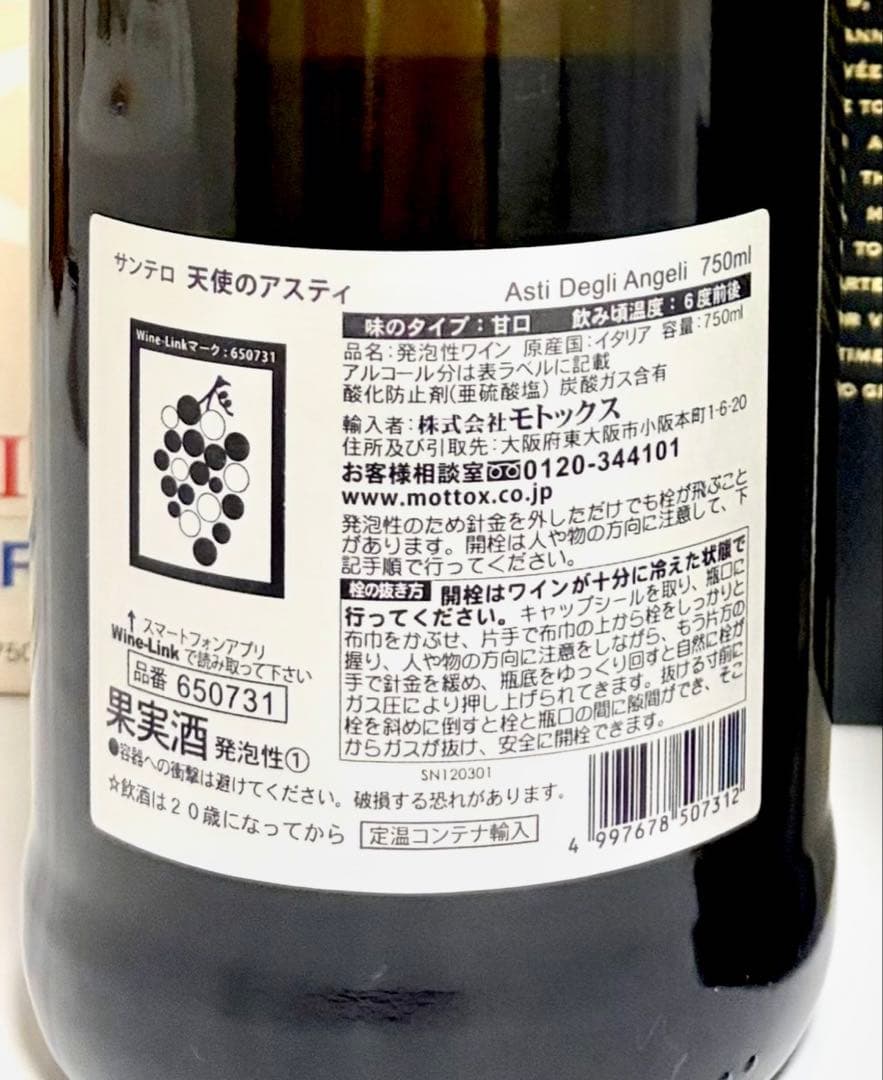 サンテロ 天使のアスティ
Asti Degli Angeli 750ml
味のタイプ：甘口 飲み頃温度：6度前後
品名：発泡性ワイン 原産国：イタリア 容量：750ml
アルコール分は表ラベルに記載
酸化防止剤(亜硫酸塩) 炭酸ガス含有
輸入者：株式会社モトックス
住所及び引取先：大阪府東大阪市小阪本町1-6-20
お客様相談室 0120-344101
www.mottox.co.jp
発泡性のため針金を外しただけでも栓が飛ぶこと
があります。開栓は人や物の方向に注意して、下
記手順で行ってください。
栓の抜き方 開栓はワインが十分に冷えた状態で
行ってください。キャップシールを取り、瓶口に
布巾をかぶせ、片手で布巾の上から栓をしっかりと
握り、人や物の方向に注意をしながら、もう片方の
手で針金を緩め、瓶底をゆっくり回すと自然に栓が
ガス圧により押し上げられてきます。抜ける寸前に
栓を斜めに倒すと栓と瓶口の間に隙間ができ、そこ
からガスが抜け、安全に開栓できます。
Wine-Linkマーク：650731
↑ スマートフォンアプリ
Wine-Link で読み取って下さい
品番 650731
果実酒 発泡性①
●容器への衝撃は避けてください。破損する恐れがあります。
☆飲酒は20歳になってから
定温コンテナ輸入
SN120301
4 997678 507312